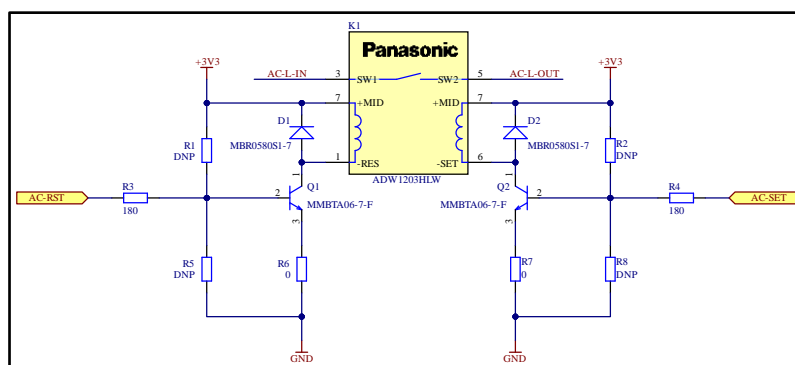 K1
Panasonic
+3V3
+3V3
AC-L-IN
3
SW1
SW2
5
AC-L-OUT
7
+MID
+MID
7
D1
MBR0580S1-7
D2
MBR0580S1-7
R1
DNP
R2
DNP
1
-RES
-SET
6
ADW1203HLW
AC-RST
R3
180
2
1
Q1
MMBTA06-7-F
3
1
Q2
MMBTA06-7-F
3
2
R4
180
AC-SET
R5
DNP
R6
0
R7
0
R8
DNP
GND
GND